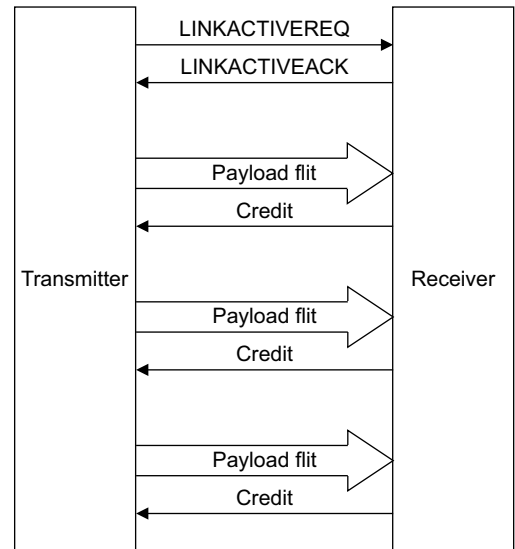 LINKACTIVEREQ
LINKACTIVEACK
Payload flit
Credit
Transmitter
Receiver
Payload flit
Credit
Payload flit
Credit